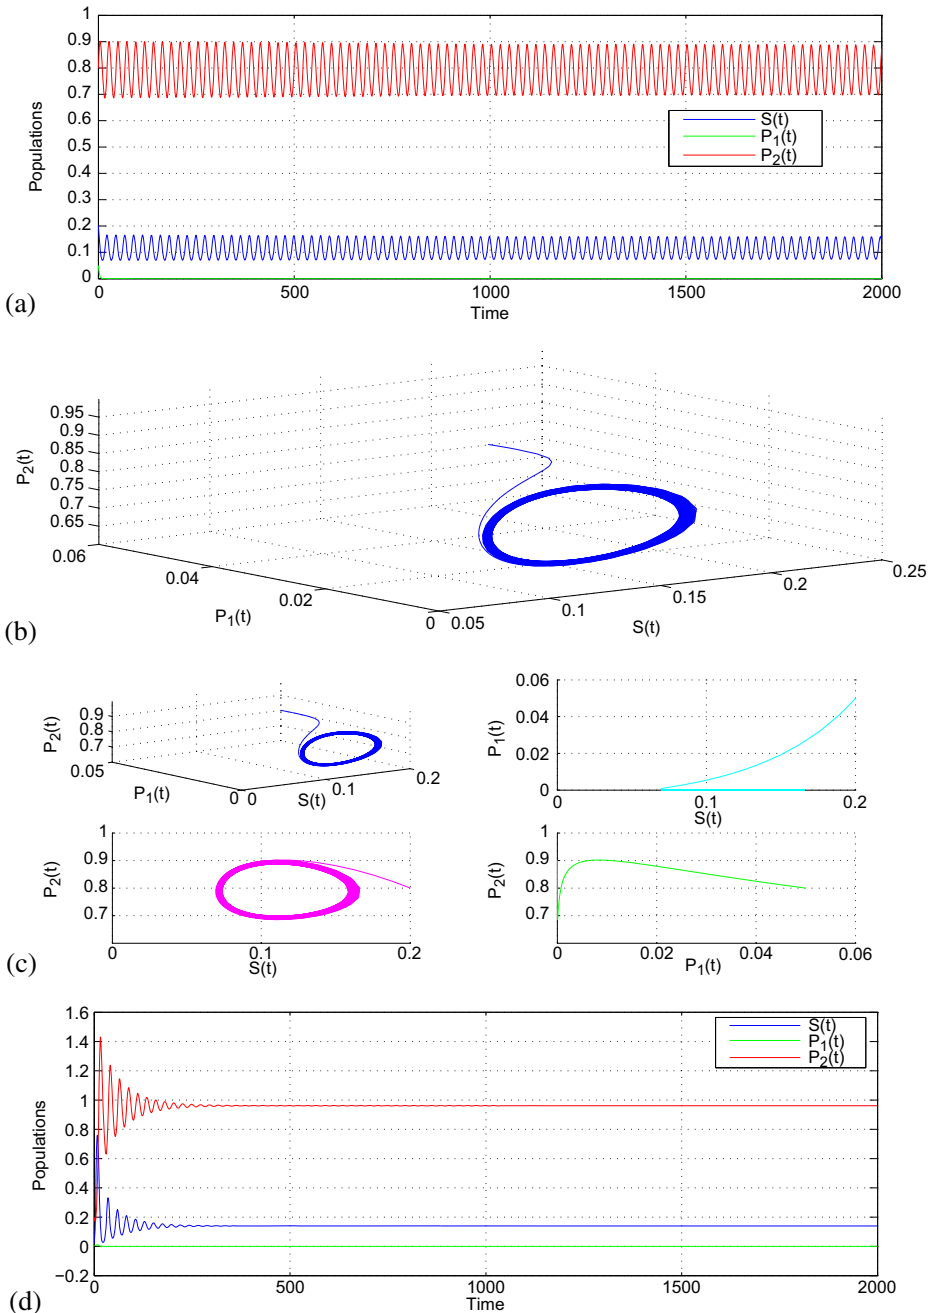 1
0.9
0.8
0.7
0.6
0.5
0.4
0.3
0.2
0.1
0
Populations
S(t)
P1(t)
P2(t)
0 500 1000 1500 2000
Time
(a)
0.95
0.9
0.85
0.8
0.75
0.7
0.65
P2(t)
0.06
0.04
0.02
0
P1(t)
0.05
0.1
0.15
0.2
0.25
S(t)
(b)
0.9
0.8
0.7
P2(t)
0.05
0
P1(t)
0
0.1
0.2
S(t)
0.06
0.04
0.02
0
P1(t)
0 0.1 0.2
S(t)
1
0.9
0.8
0.7
P2(t)
0 0.1 0.2
S(t)
1
0.9
0.8
0.7
P2(t)
0 0.02 0.04 0.06
P1(t)
(c)
1.6
1.4
1.2
1
0.8
0.6
0.4
0.2
0
−0.2
Populations
S(t)
P1(t)
P2(t)
0 500 1000 1500 2000
Time
(d)